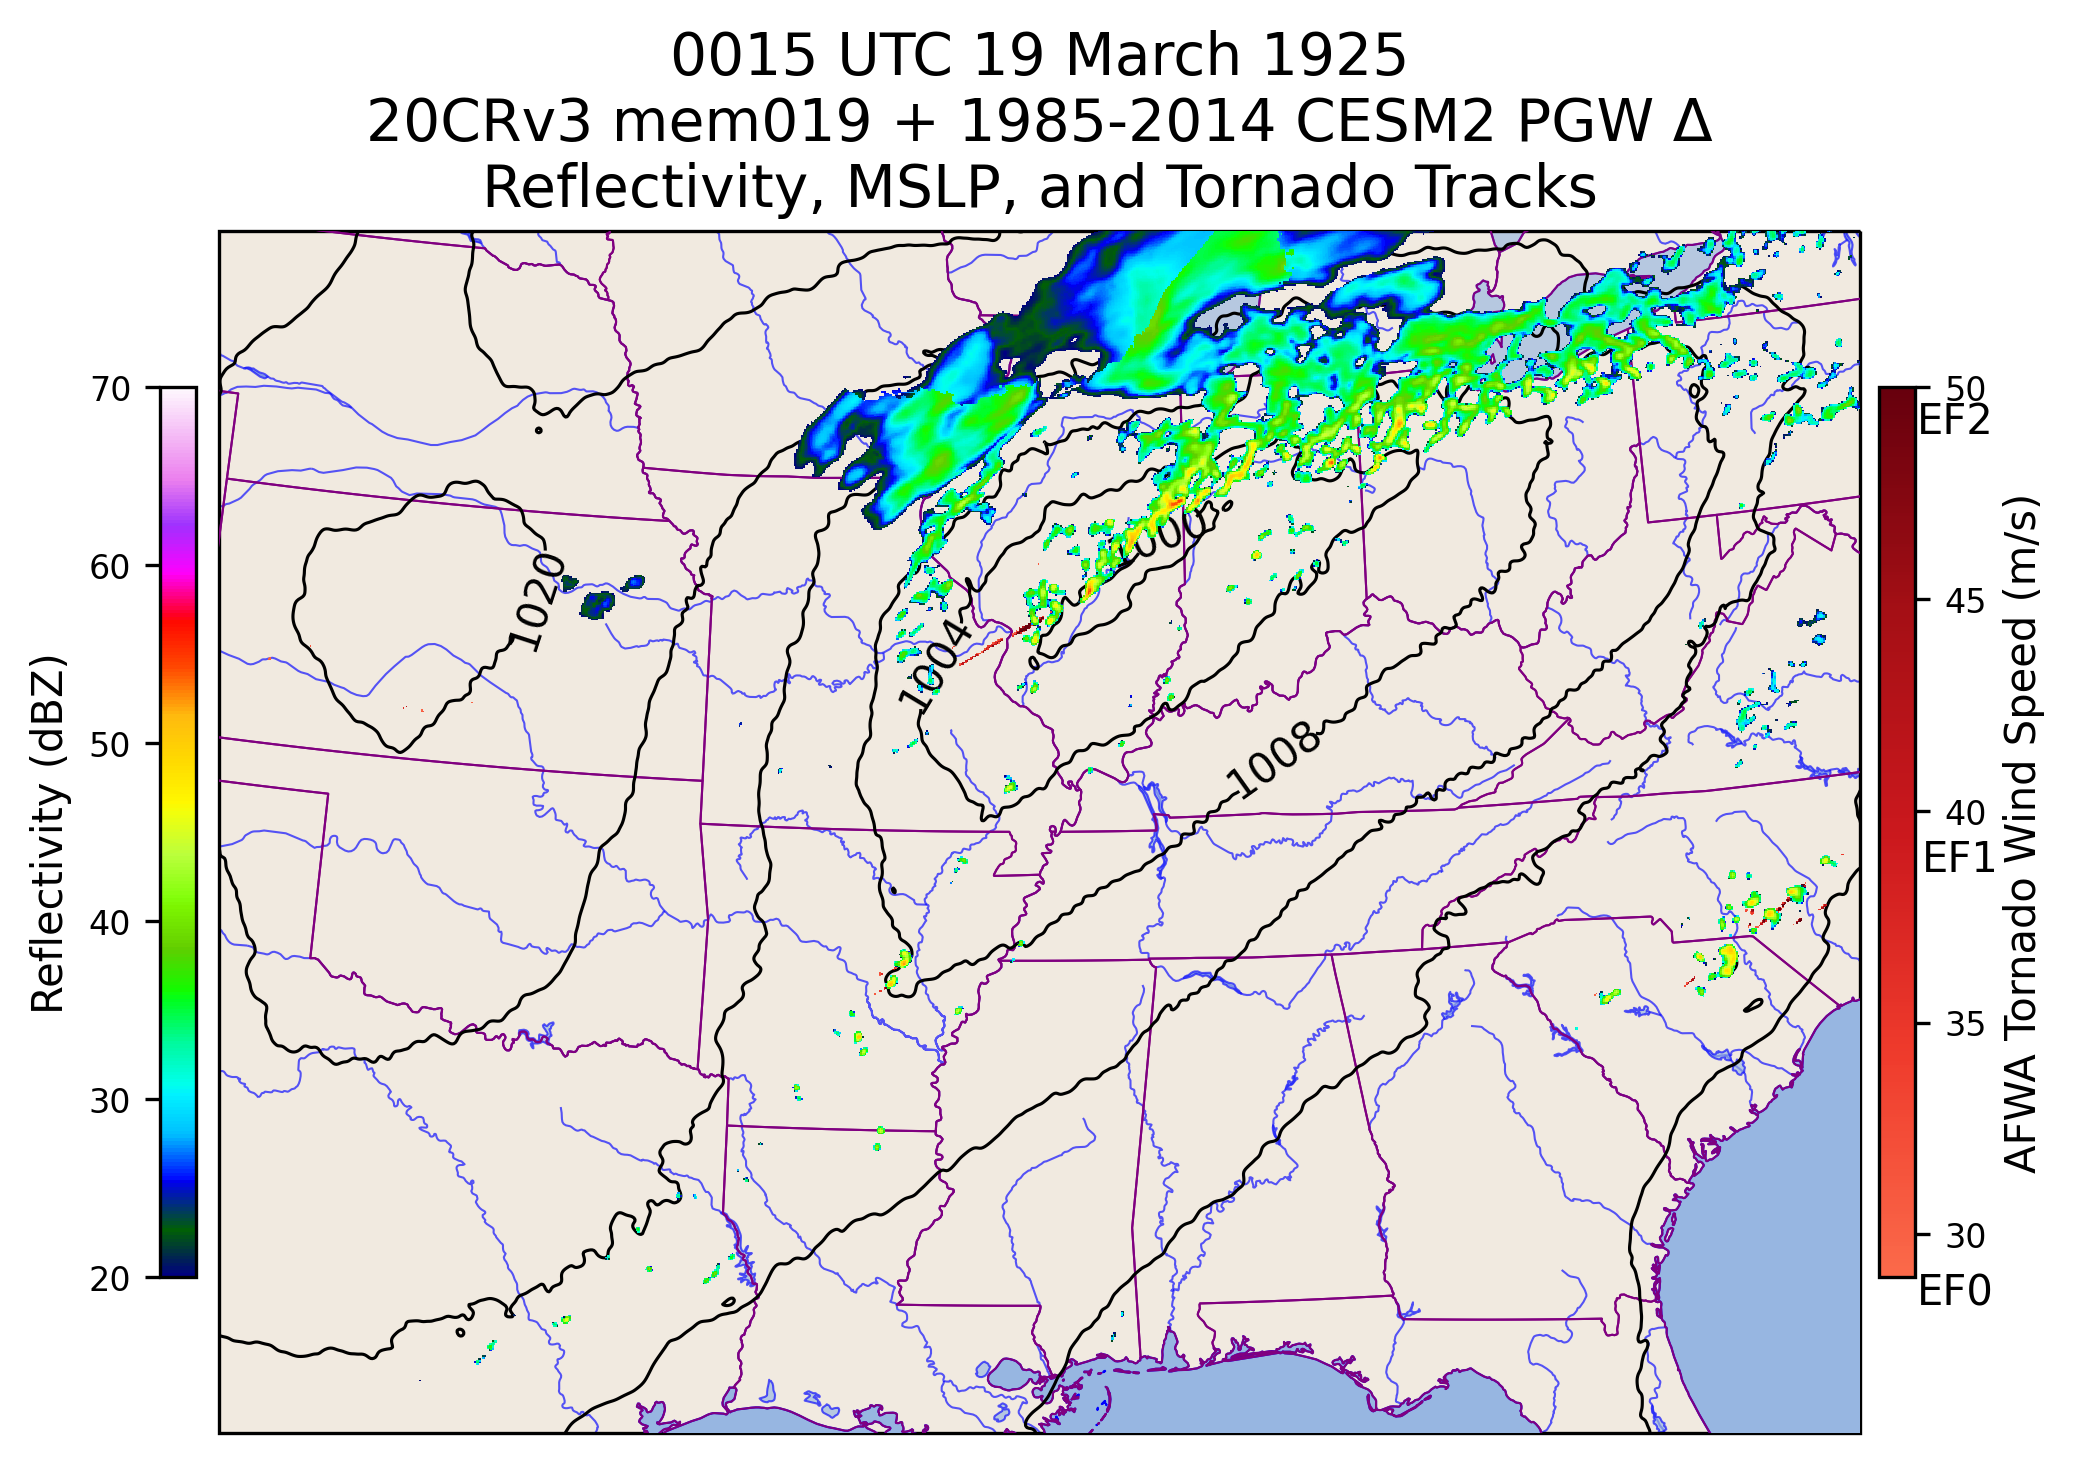 0015 UTC 19 March 1925
20CRv3 mem019 + 1985-2014 CESM2 PGW Δ
Reflectivity, MSLP, and Tornado Tracks
Reflectivity (dBZ)
70
60
50
40
30
20
1020
1004
1000
1008
50
EF2
45
40
EF1
35
30
EF0
AFWA Tornado Wind Speed (m/s)